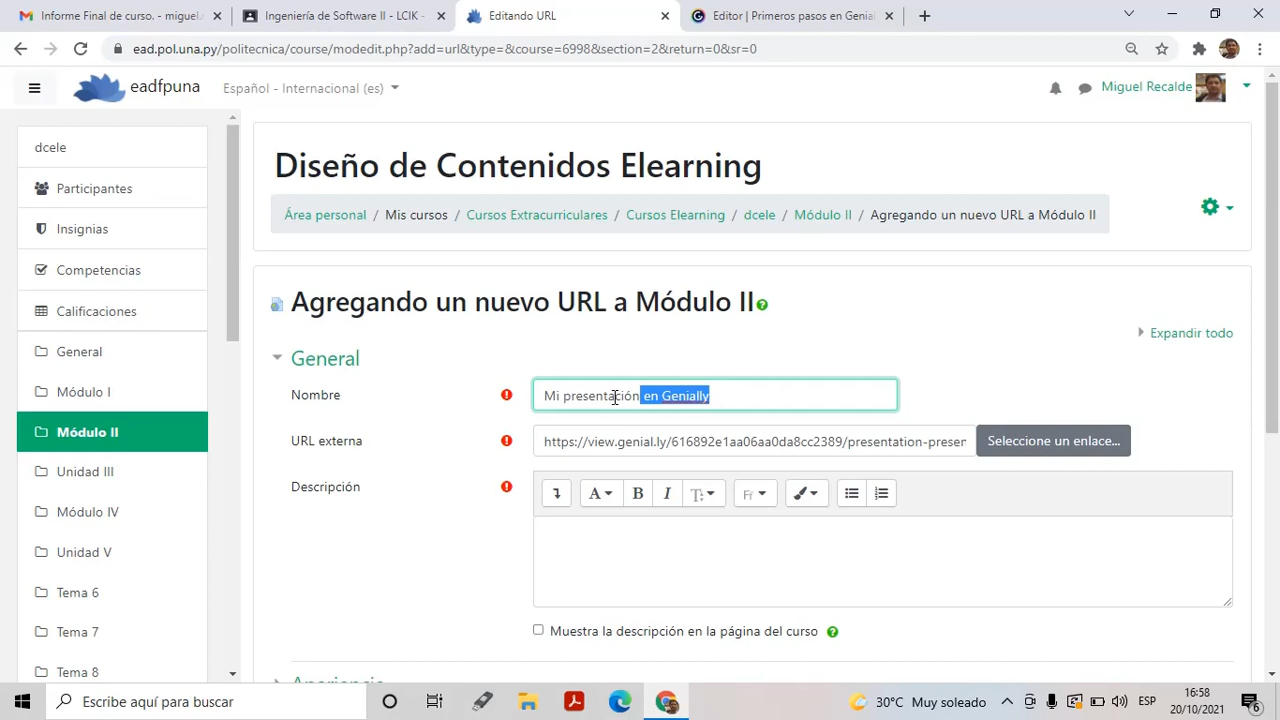 Informe Final de curso. - miguel.r
Ingeniería de Software II - LCIK -
Editando URL
Editor | Primeros pasos en Genial
ead.pol.una.py/politecnica/course/modedit.php?add=url&type=&course=6998&section=2&return=0&sr=0
eadfpuna
Español - Internacional (es)
Miguel Recalde
dcele
Participantes
Insignias
Competencias
Calificaciones
General
Módulo I
Módulo II
Unidad III
Módulo IV
Unidad V
Tema 6
Tema 7
Tema 8
Diseño de Contenidos Elearning
Área personal / Mis cursos / Cursos Extracurriculares / Cursos Elearning / dcele / Módulo II / Agregando un nuevo URL a Módulo II
Agregando un nuevo URL a Módulo II
Expandir todo
General
Nombre
Mi presentación en Genially
URL externa
https://view.genial.ly/616892e1aa06aa0da8cc2389/presentation-presen
Seleccione un enlace...
Descripción
Muestra la descripción en la página del curso
Apariencia
Escribe aquí para buscar
30°C Muy soleado
ESP
16:58
20/10/2021
6